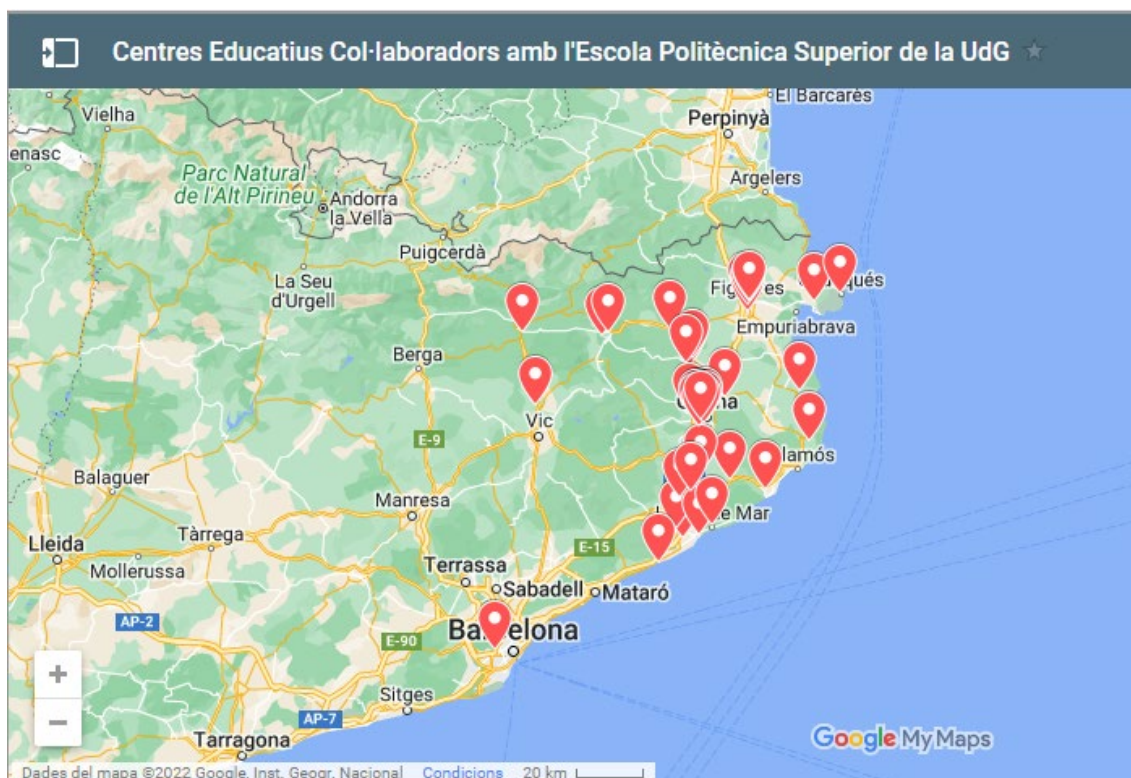 Centres Educatius Col·laboradors amb l'Escola Politècnica Superior de la UdG
El Barcarès
Vielha
Perpinyà
enasc
Parc Natural
de l'Alt Pirineu
Argelers
Andorra
la Vella
Puigcerdà
La Seu
d'Urgell
Empuriabrava
Berga
Vic
E-9
Balaguer
Manresa
Tàrrega
Lleida
Mollerussa
E-15
Terrassa
Sabadell
Mataró
AP-2
E-90
Sitges
AP-7
Tarragona
Google My Maps
Dades del mapa ©2022 Google, Inst. Geogr. Nacional Condicions 20 km